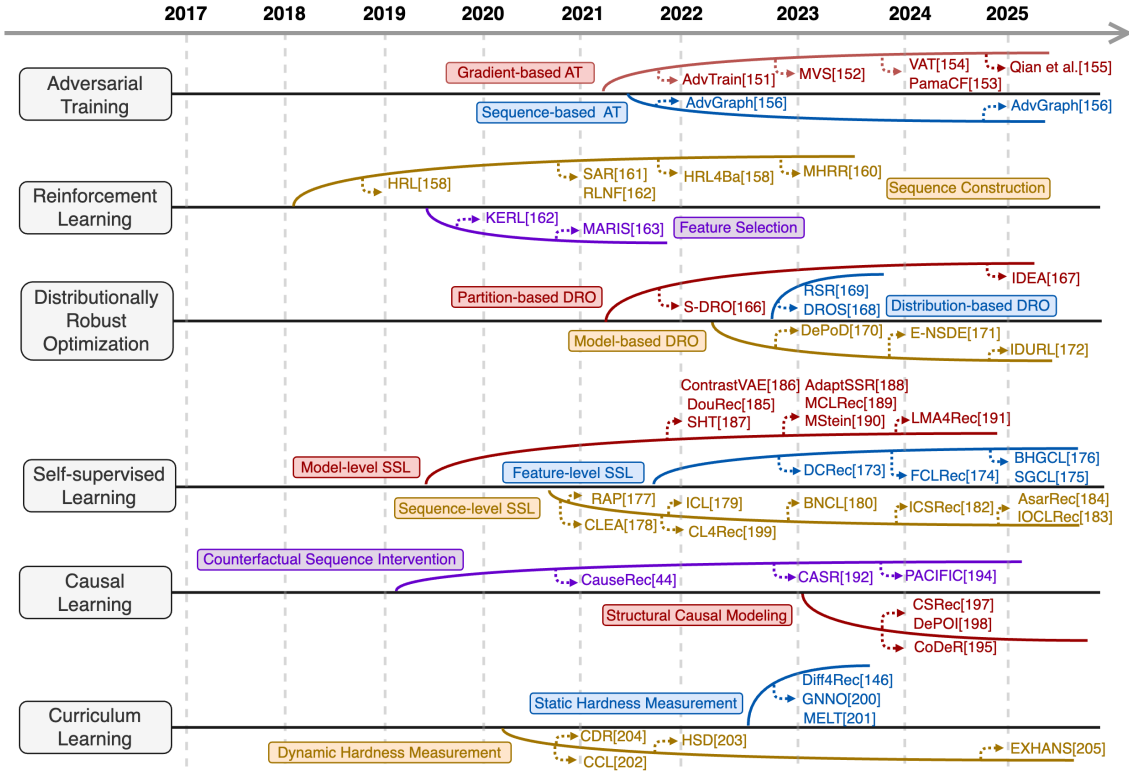 2017 2018 2019 2020 2021 2022 2023 2024 2025
Adversarial
Training
Gradient-based AT
AdvTrain[151]
MVS[152]
VAT[154]
PamaCF[153]
Qian et al.[155]
Sequence-based AT
AdvGraph[156]
AdvGraph[156]
Reinforcement
Learning
HRL[158]
SAR[161]
RLNF[162]
HRL4Ba[158]
MHRR[160]
Sequence Construction
KERL[162]
MARIS[163]
Feature Selection
Distributionally
Robust
Optimization
Partition-based DRO
S-DRO[166]
RSR[169]
DROS[168]
Distribution-based DRO
IDEA[167]
Model-based DRO
DePoD[170]
E-NSDE[171]
IDURL[172]
Self-supervised
Learning
Model-level SSL
ContrastVAE[186]
DouRec[185]
SHT[187]
AdaptSSR[188]
MCLRec[189]
MStein[190]
LMA4Rec[191]
Feature-level SSL
DCRec[173]
FCLRec[174]
BHGCL[176]
SGCL[175]
Sequence-level SSL
RAP[177]
CLEA[178]
ICL[179]
CL4Rec[199]
BNCL[180]
ICSRec[182]
AsarRec[184]
IOCLRec[183]
Causal
Learning
Counterfactual Sequence Intervention
CauseRec[44]
CASR[192]
PACIFIC[194]
Structural Causal Modeling
CSRec[197]
DePOI[198]
CoDeR[195]
Curriculum
Learning
Static Hardness Measurement
Diff4Rec[146]
GNNO[200]
MELT[201]
Dynamic Hardness Measurement
CDR[204]
CCL[202]
HSD[203]
EXHANS[205]